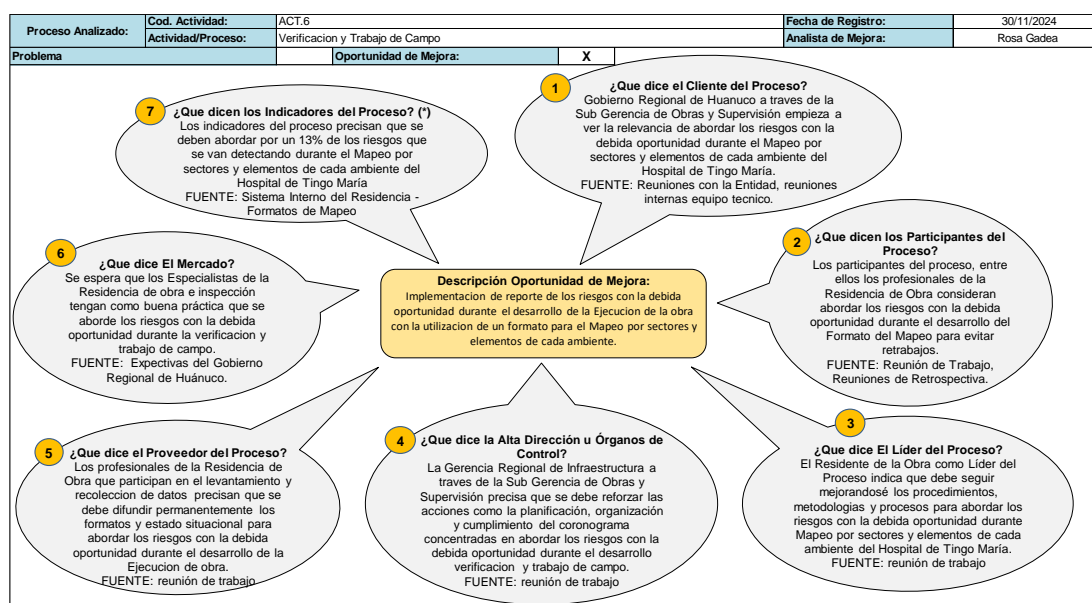 Proceso Analizado:
Cod. Actividad: ACT.6 Fecha de Registro: 30/11/2024
Actividad/Proceso: Verificacion y Trabajo de Campo Analista de Mejora: Rosa Gadea
Problema Oportunidad de Mejora: X
1
¿Que dice el Cliente del Proceso?
Gobierno Regional de Huanuco a traves de la
Sub Gerencia de Obras y Supervisión empieza a
ver la relevancia de abordar los riesgos con la
debida oportunidad durante el Mapeo por
sectores y elementos de cada ambiente del
Hospital de Tingo María.
FUENTE: Reuniones con la Entidad, reuniones
internas equipo tecnico.
2
¿Que dicen los Participantes del
Proceso?
Los participantes del proceso, entre
ellos los profesionales de la
Residencia de Obra consideran
abordar los riesgos con la debida
oportunidad durante el desarrollo del
Formato del Mapeo para evitar
retrabajos.
FUENTE: Reunión de Trabajo,
Reuniones de Retrospectiva.
3
¿Que dice El Líder del Proceso?
El Residente de la Obra como Líder del
Proceso indica que debe seguir
mejorandosé los procedimientos,
metodologias y procesos para abordar los
riesgos con la debida oportunidad durante
Mapeo por sectores y elementos de cada
ambiente del Hospital de Tingo María.
FUENTE: reunión de trabajo
4
¿Que dice la Alta Dirección u Órganos de
Control?
La Gerencia Regional de Infraestructura a
traves de la Sub Gerencia de Obras y
Supervisión precisa que se debe reforzar las
acciones como la planificación, organización
y cumplimiento del coronograma
concentradas en abordar los riesgos con la
debida oportunidad durante el desarrollo
verificacion y trabajo de campo.
FUENTE: reunión de trabajo
5
¿Que dice el Proveedor del Proceso?
Los profesionales de la Residencia de
Obra que participan en el levantamiento y
recoleccion de datos precisan que se
debe difundir permanentemente los
formatos y estado situacional para
abordar los riesgos con la debida
oportunidad durante el desarrollo de la
Ejecucion de obra.
FUENTE: reunión de trabajo
6
¿Que dice El Mercado?
Se espera que los Especialistas de la
Residencia de obra e inspección
tengan como buena práctica que se
aborde los riesgos con la debida
oportunidad durante la verificacion y
trabajo de campo.
FUENTE: Expectivas del Gobierno
Regional de Huánuco.
7
¿Que dicen los Indicadores del Proceso? (*)
Los indicadores del proceso precisan que se
deben abordar por un 13% de los riesgos que
se van detectando durante el Mapeo por
sectores y elementos de cada ambiente del
Hospital de Tingo María
FUENTE: Sistema Interno del Residencia -
Formatos de Mapeo
Descripción Oportunidad de Mejora:
Implementacion de reporte de los riesgos con la debida
oportunidad durante el desarrollo de la Ejecucion de la obra
con la utilizacion de un formato para el Mapeo por sectores y
elementos de cada ambiente.